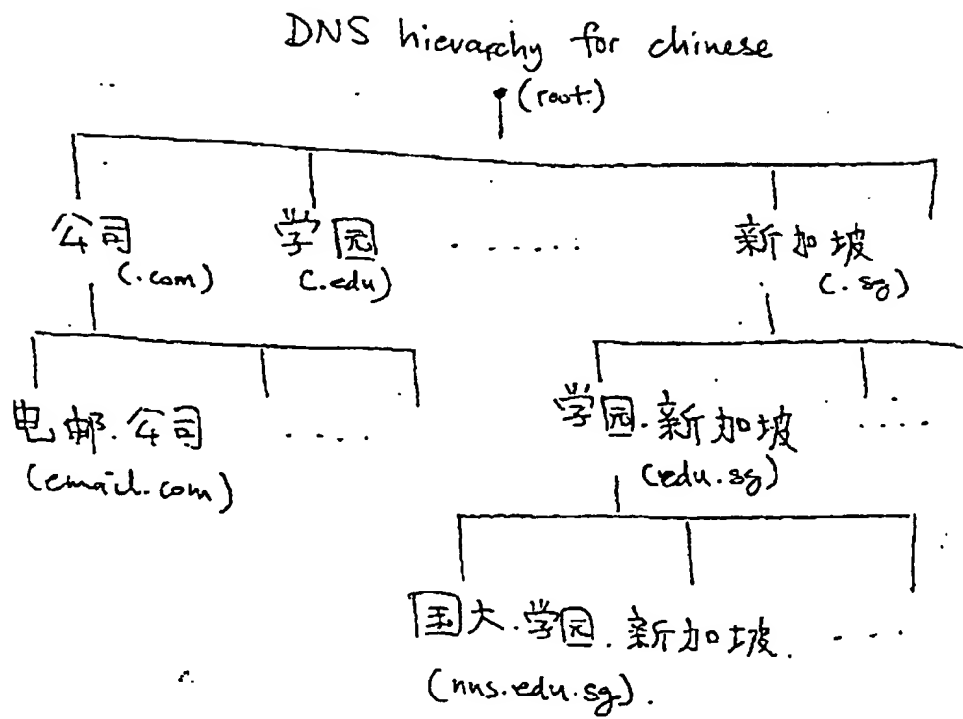 DNS hierarchy for chinese
(root)
公司 学园 ........ 新加坡
(.com) (.edu) (.sg)
电邮.公司 .... 学园.新加坡 ....
(email.com) (edu.sg)
国大.学园.新加坡. ....
(nus.edu.sg).